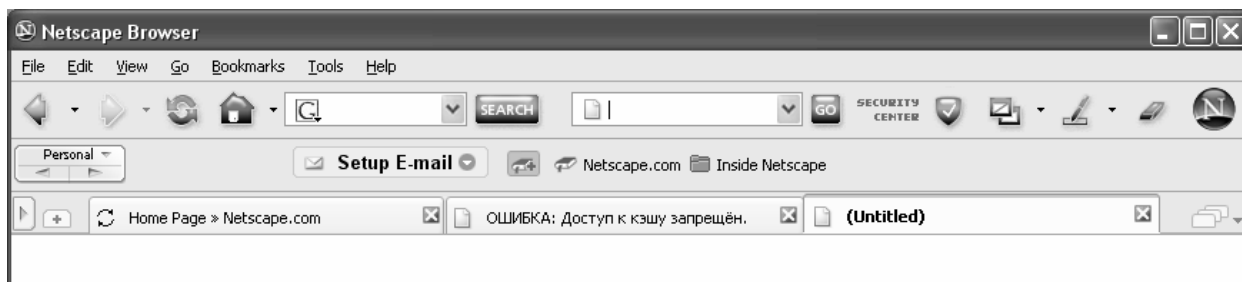 Netscape Browser
File Edit View Go Bookmarks Tools Help
G SEARCH GO SECURITY CENTER N
Personal Setup E-mail Netscape.com Inside Netscape
Home Page » Netscape.com ОШИБКА: Доступ к кэшу запрещён. (Untitled)